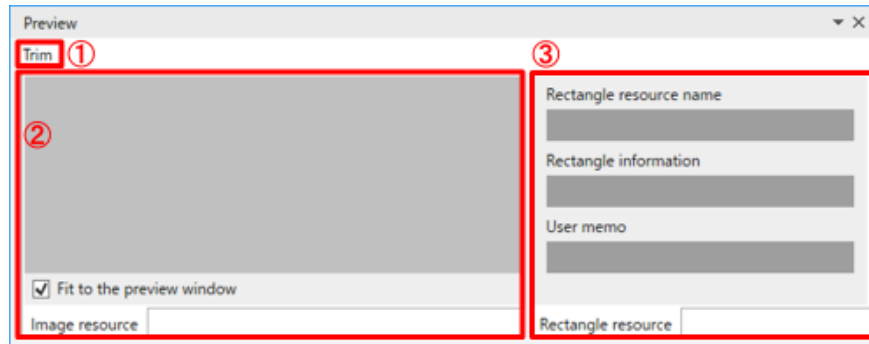 Preview
Trim ①
②
Fit to the preview window
Image resource
③
Rectangle resource name
Rectangle information
User memo
Rectangle resource